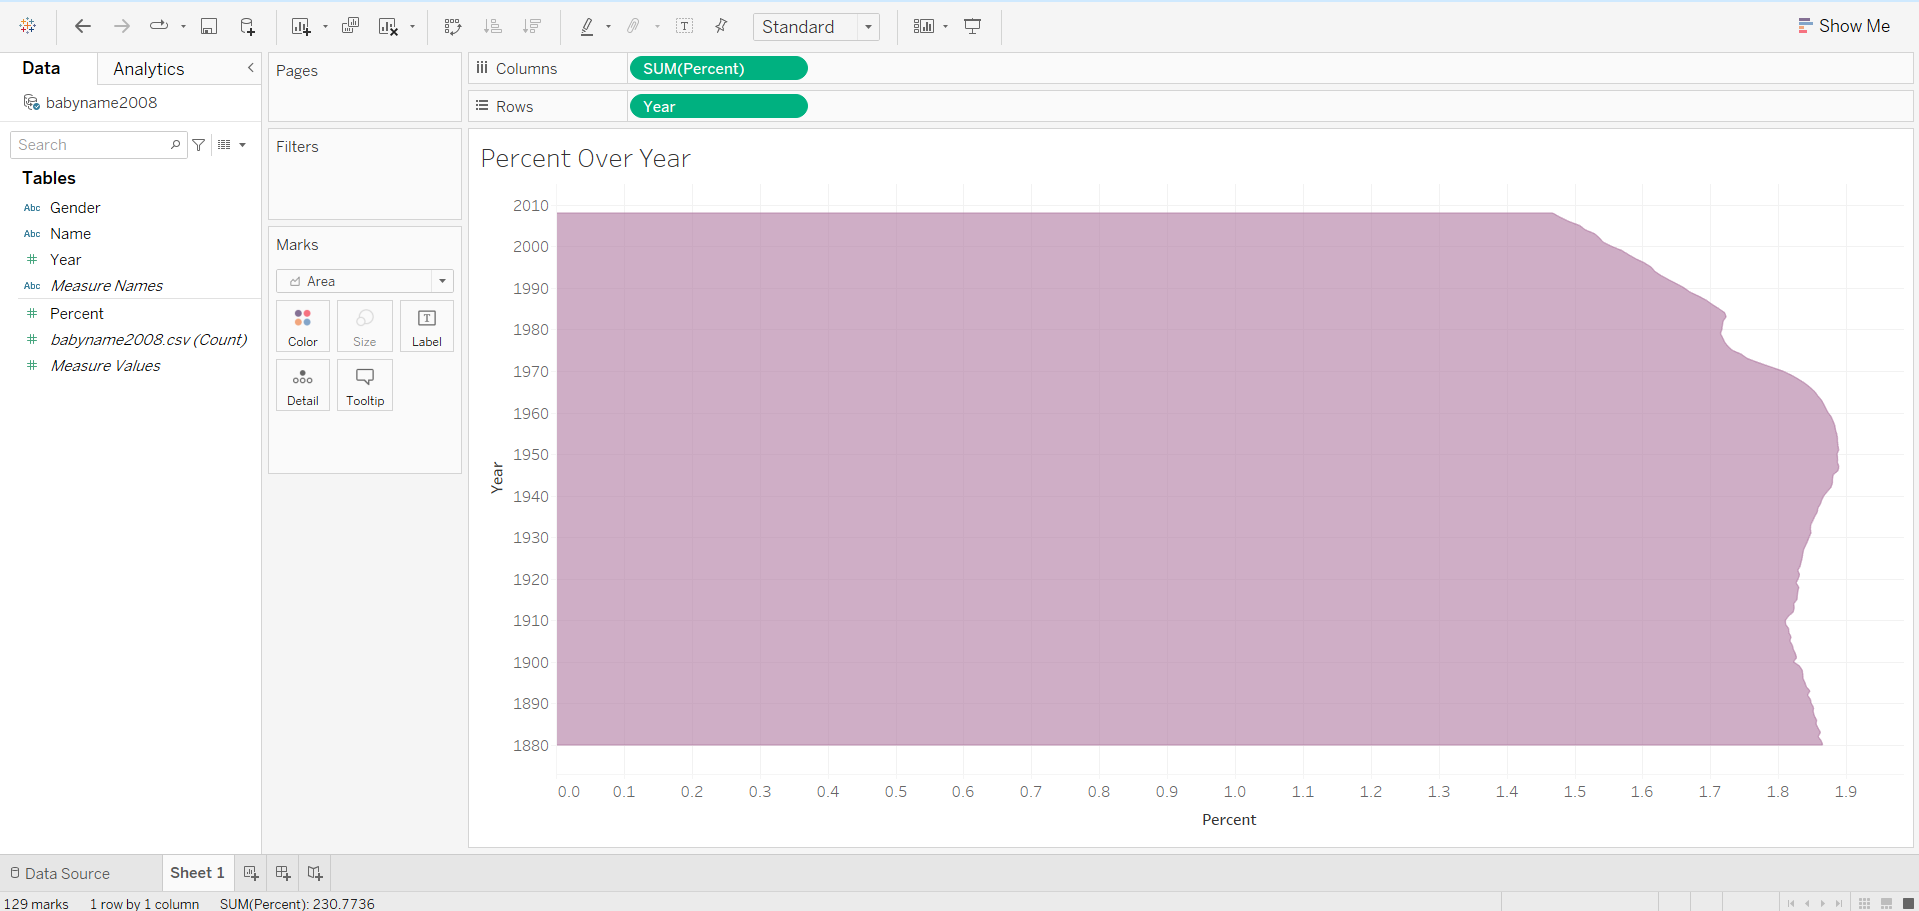 Standard
Show Me
Data
Analytics
babyname2008
Search
Tables
Abc Gender
Abc Name
# Year
Abc Measure Names
# Percent
# babyname2008.csv (Count)
# Measure Values
Pages
Filters
Marks
Area
Color
Size
T
Label
Detail
Tooltip
Columns
SUM(Percent)
Rows
Year
Percent Over Year
2010
2000
1990
1980
1970
1960
1950
1940
1930
1920
1910
1900
1890
1880
Year
0.0 0.1 0.2 0.3 0.4 0.5 0.6 0.7 0.8 0.9 1.0 1.1 1.2 1.3 1.4 1.5 1.6 1.7 1.8 1.9
Percent
Data Source
Sheet 1
129 marks 1 row by 1 column SUM(Percent): 230.7736